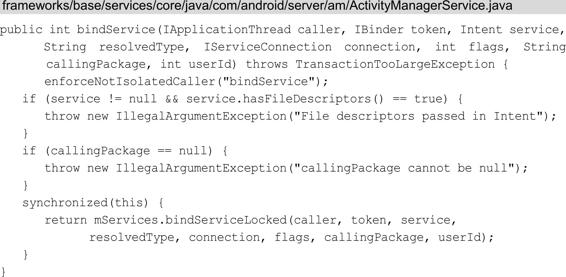 frameworks/base/services/core/java/com/android/server/am/ActivityManagerService.java
public int bindService(IApplicationThread caller, IBinder token, Intent service,
String resolvedType, IServiceConnection connection, int flags, String
callingPackage, int userId) throws TransactionTooLargeException {
enforceNotIsolatedCaller("bindService");
if (service != null && service.hasFileDescriptors() == true) {
throw new IllegalArgumentException("File descriptors passed in Intent");
}
if (callingPackage == null) {
throw new IllegalArgumentException("callingPackage cannot be null");
}
synchronized(this) {
return mServices.bindServiceLocked(caller, token, service,
resolvedType, connection, flags, callingPackage, userId);
}
}